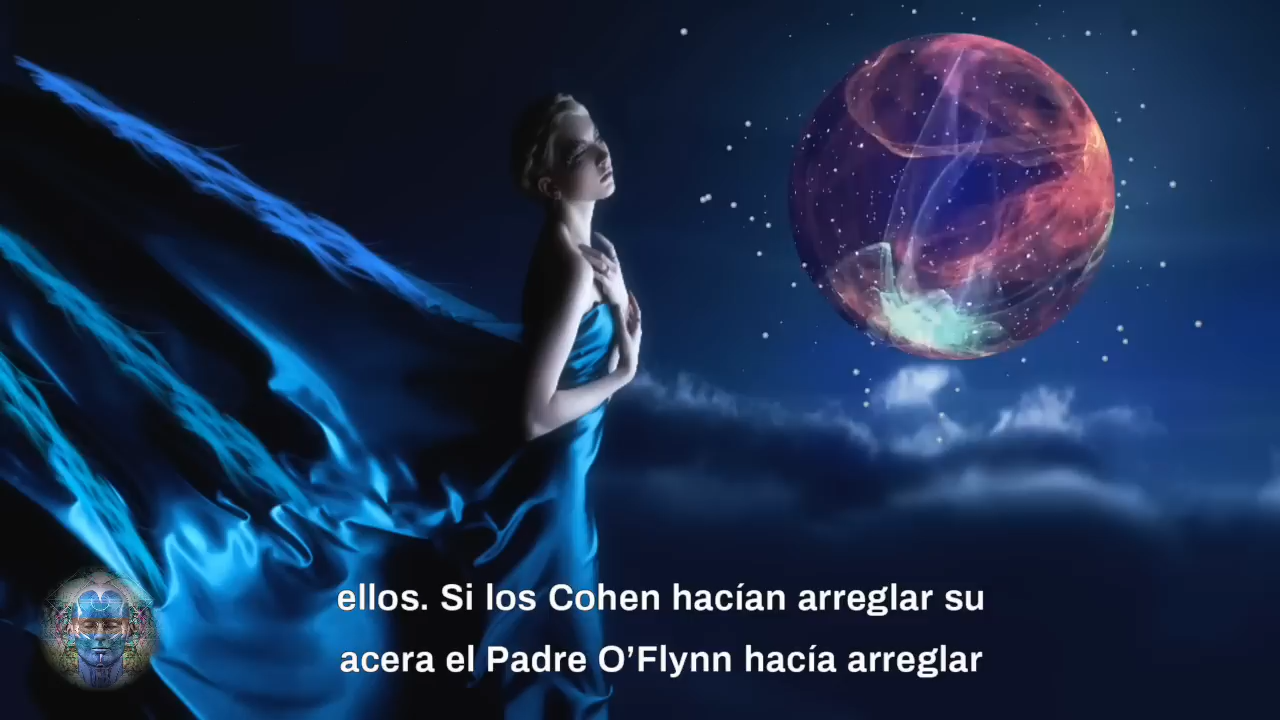 ellos. Si los Cohen hacían arreglar su
acera el Padre O’Flynn hacía arreglar